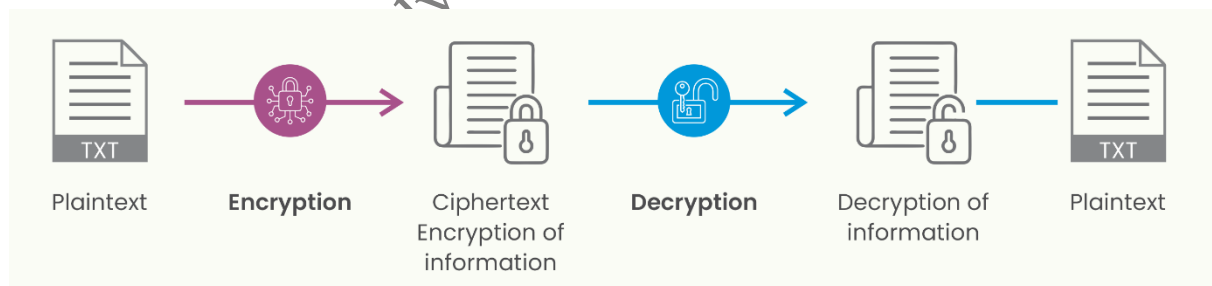 TXT
Plaintext
Encryption
Ciphertext
Encryption of
information
Decryption
Decryption of
information
TXT
Plaintext